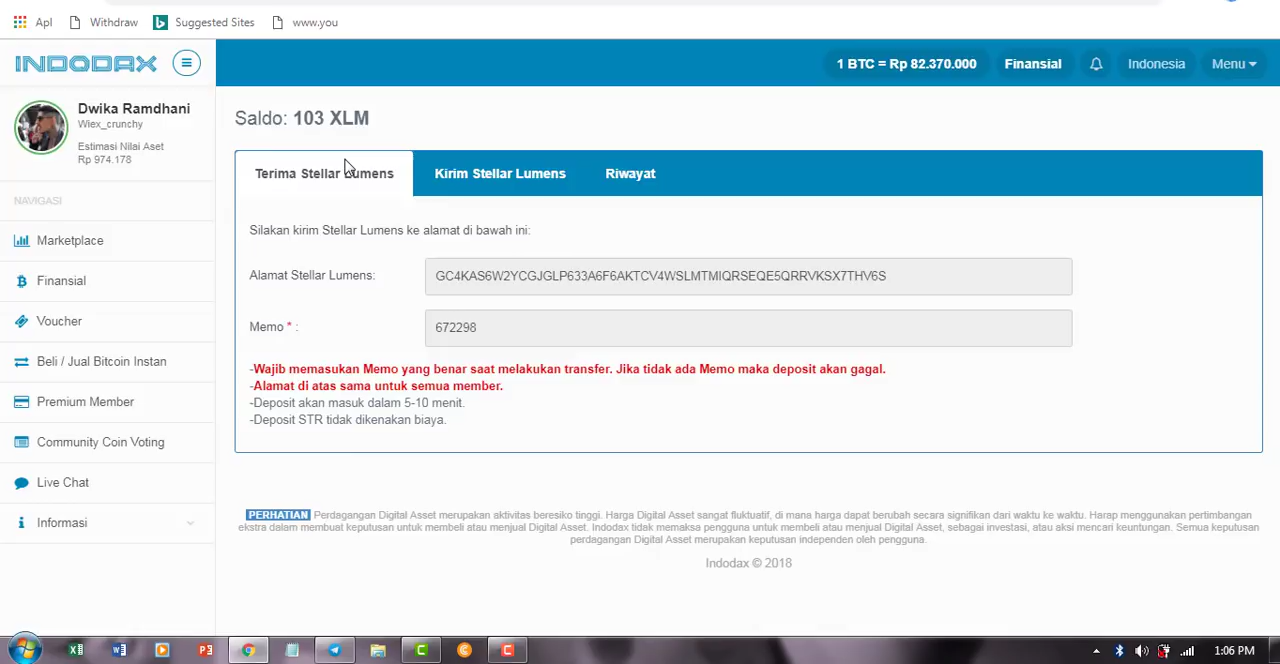 Apl Withdraw Suggested Sites www.you
INDODAX
1 BTC = Rp 82.370.000 Finansial Indonesia Menu
Dwika Ramdhani
Wlex_crunchy
Estimasi Nilai Aset
Rp 974.178
NAVIGASI
Marketplace
Finansial
Voucher
Beli / Jual Bitcoin Instan
Premium Member
Community Coin Voting
Live Chat
Informasi
Saldo: 103 XLM
Terima Stellar Lumens Kirim Stellar Lumens Riwayat
Silakan kirim Stellar Lumens ke alamat di bawah ini:
Alamat Stellar Lumens: GC4KAS6W2YCGJGLP633A6F6AKTCV4WSLMTMIQRSEQE5QRRVKSX7THV6S
Memo * : 672298
-Wajib memasukan Memo yang benar saat melakukan transfer. Jika tidak ada Memo maka deposit akan gagal.
-Alamat di atas sama untuk semua member.
-Deposit akan masuk dalam 5-10 menit.
-Deposit STR tidak dikenakan biaya.
PERHATIAN Perdagangan Digital Asset merupakan aktivitas beresiko tinggi. Harga Digital Asset sangat fluktuatif, di mana harga dapat berubah secara signifikan dari waktu ke waktu. Harap menggunakan pertimbangan
ekstra dalam membuat keputusan untuk membeli atau menjual Digital Asset. Indodax tidak memaksa pengguna untuk membeli atau menjual Digital Asset, sebagai investasi, atau aksi mencari keuntungan. Semua keputusan
perdagangan Digital Asset merupakan keputusan independen oleh pengguna.
Indodax © 2018
1:06 PM